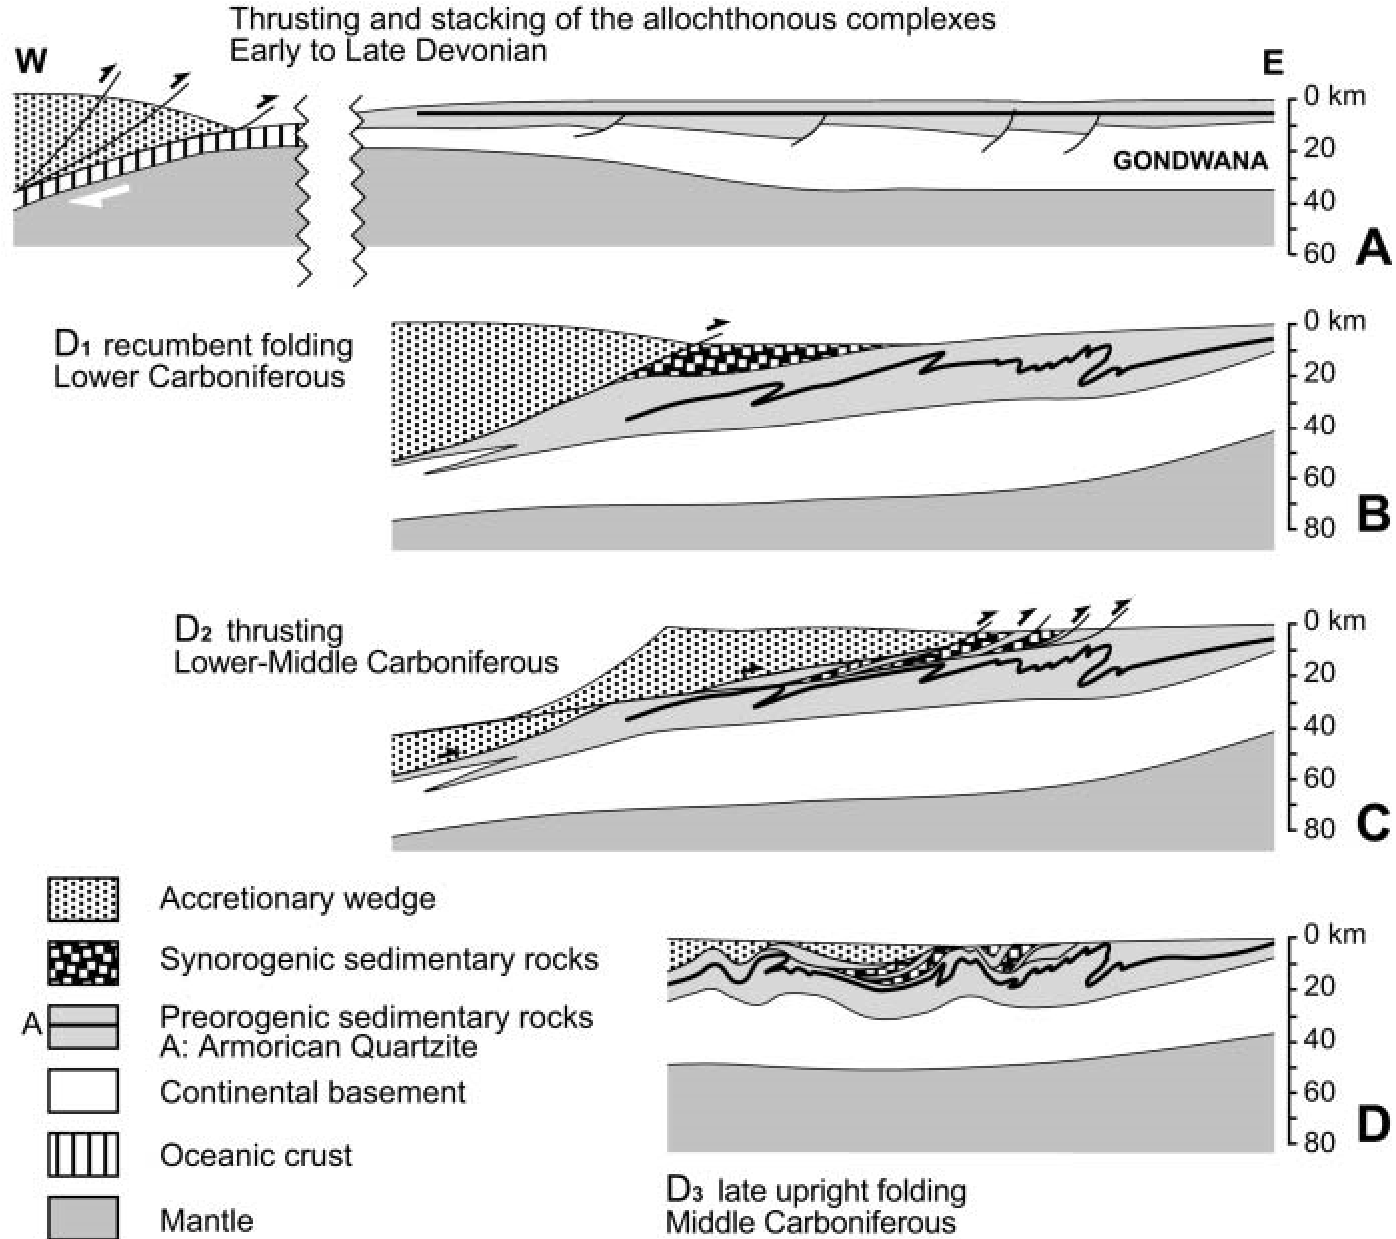 Thrusting and stacking of the allochthonous complexes
Early to Late Devonian
W
E
0 km
20
40
60
GONDWANA
A
D₁ recumbent folding
Lower Carboniferous
0 km
20
40
60
80
B
D₂ thrusting
Lower-Middle Carboniferous
0 km
20
40
60
80
C
Accretionary wedge
Synorogenic sedimentary rocks
A
Preorogenic sedimentary rocks
A: Armorican Quartzite
Continental basement
Oceanic crust
Mantle
0 km
20
40
60
80
D
D₃ late upright folding
Middle Carboniferous